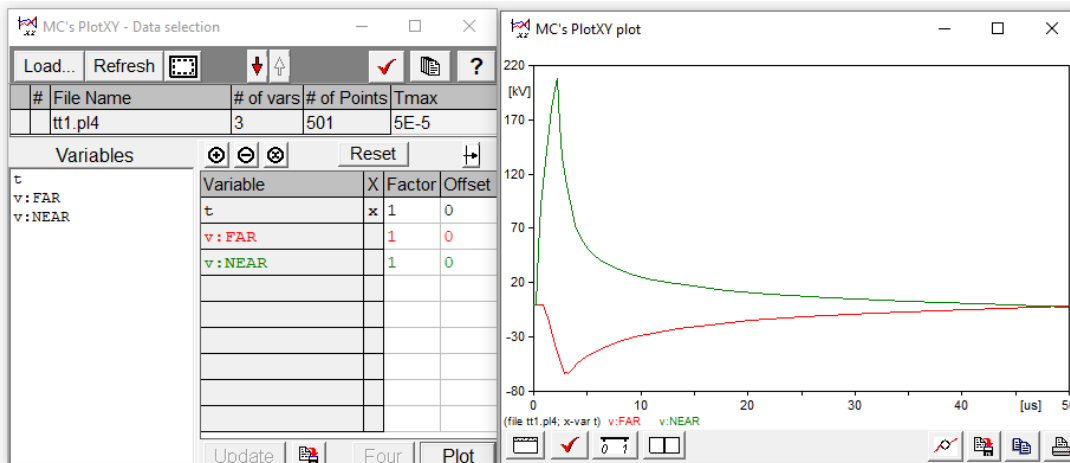 MC's PlotXY - Data selection
Load... Refresh ?
# File Name # of vars # of Points Tmax
tt1.pl4 3 501 5E-5
Variables Reset
t
v:FAR
v:NEAR
Variable X Factor Offset
t x 1 0
v:FAR 1 0
v:NEAR 1 0
Update Four Plot
MC's PlotXY plot
220
[kV]
170
120
70
20
-30
-80
0 10 20 30 40 [us] 50
(file tt1.pl4; x-var t) v:FAR v:NEAR
0 1